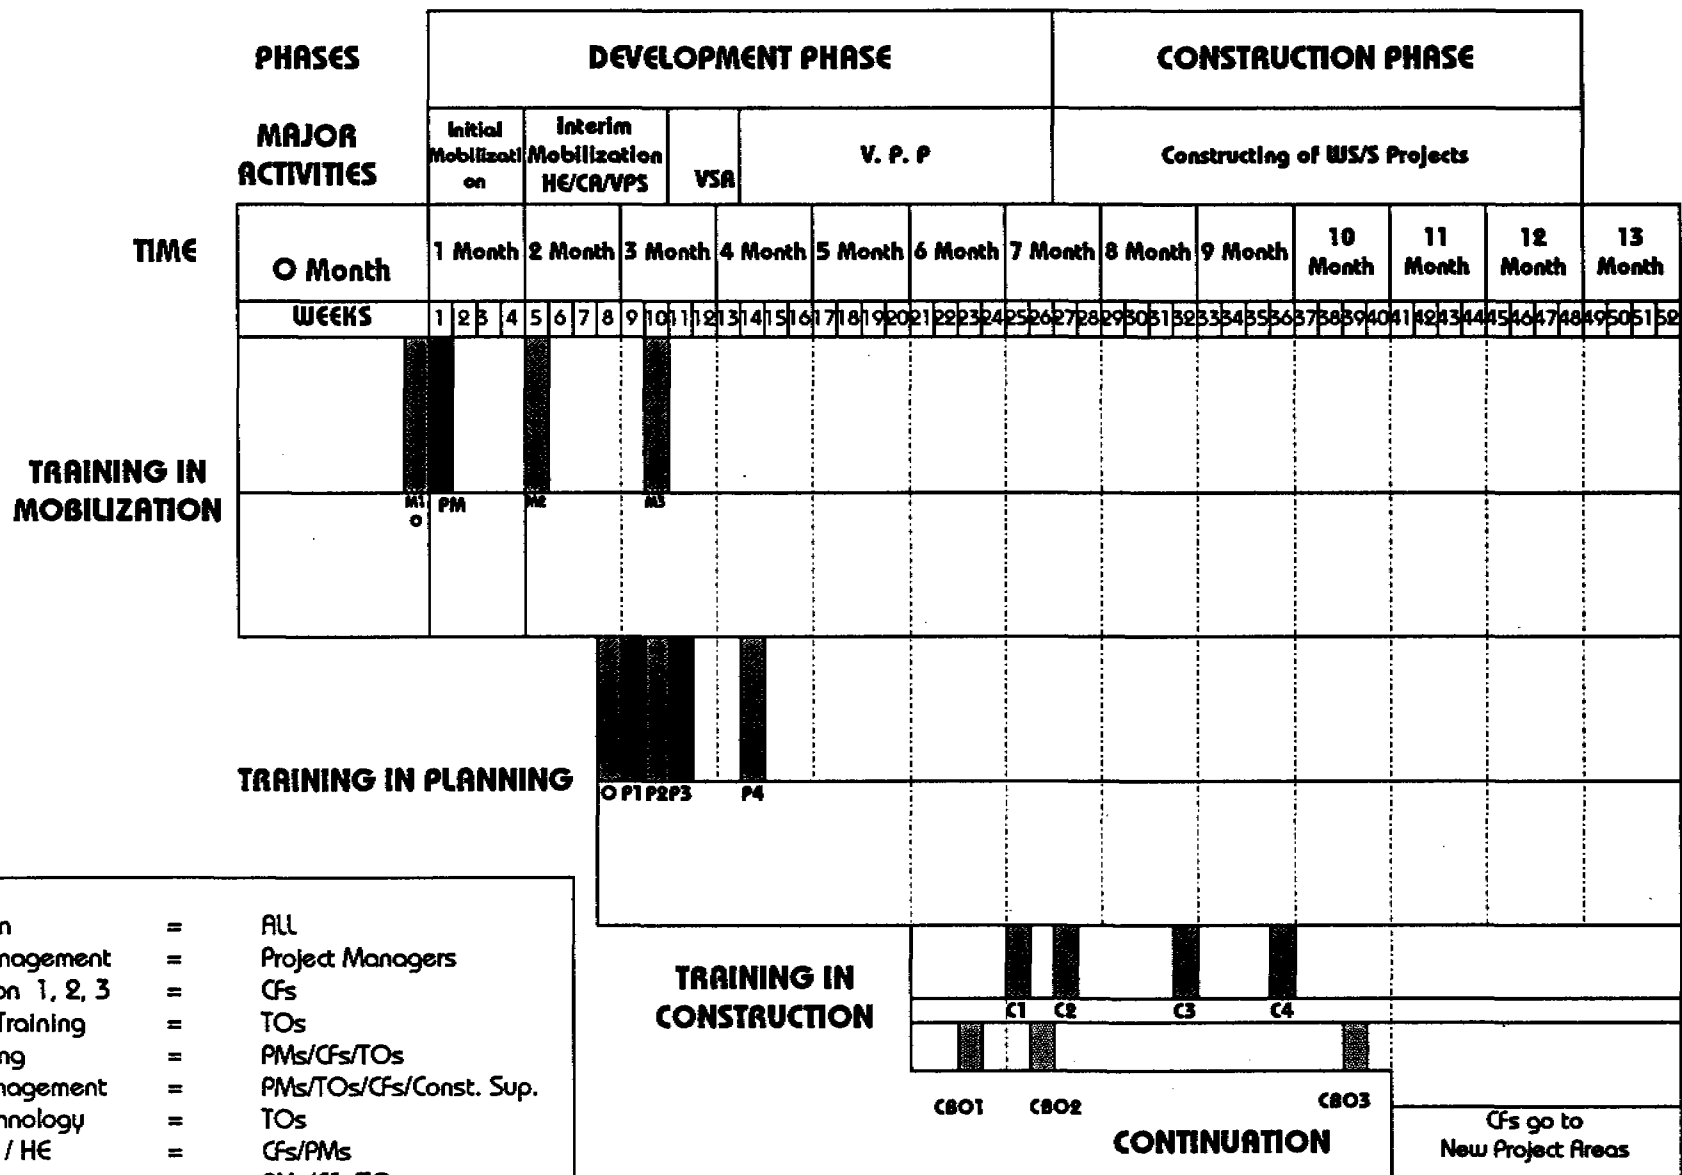 PHASES DEVELOPMENT PHASE CONSTRUCTION PHASE
MAJOR
ACTIVITIES
Initial
Mobilizati
on
Interim
Mobilization
HE/CA/VPS
VSA
V. P. P
Constructing of WS/S Projects
TIME
O Month 1 Month 2 Month 3 Month 4 Month 5 Month 6 Month 7 Month 8 Month 9 Month 10 Month 11 Month 12 Month 13 Month
WEEKS 1 2 3 4 5 6 7 8 9 10 11 12 13 14 15 16 17 18 19 20 21 22 23 24 25 26 27 28 29 30 31 32 33 34 35 36 37 38 39 40 41 42 43 44 45 46 47 48 49 50 51 52
TRAINING IN
MOBILIZATION
M1 PM M2 M3
O
TRAINING IN PLANNING
O P1 P2 P3 P4
n = ALL
nagement = Project Managers
on 1, 2, 3 = CFs
Training = TOs
ng = PMs/CFs/TOs
nagement = PMs/TOs/CFs/Const. Sup.
hnology = TOs
/ HE = CFs/PMs
TRAINING IN
CONSTRUCTION
C1 C2 C3 C4
CBO1 CBO2 CBO3
CONTINUATION
CFs go to
New Project Areas